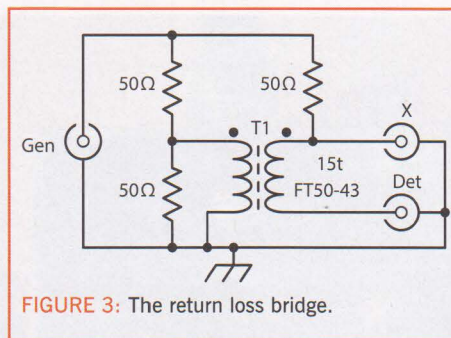 50Ω
50Ω
T1
X
Gen
15t
50Ω
FT50-43
Det
FIGURE 3: The return loss bridge.